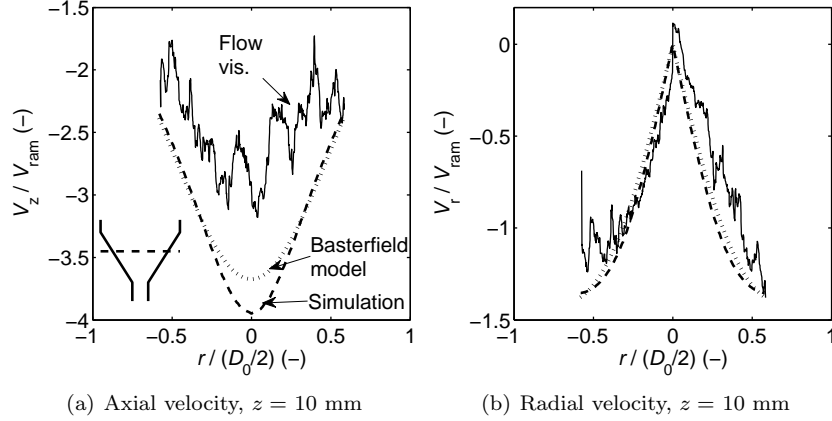 −1.5
−2
−2.5
−3
−3.5
−4
V_z / V_ram (−)
Flow
vis.
Basterfield
model
Simulation
−1
−0.5
0
0.5
1
r / (D_0/2) (−)
(a) Axial velocity, z = 10 mm
0
−0.5
−1
−1.5
V_r / V_ram (−)
−1
−0.5
0
0.5
1
r / (D_0/2) (−)
(b) Radial velocity, z = 10 mm